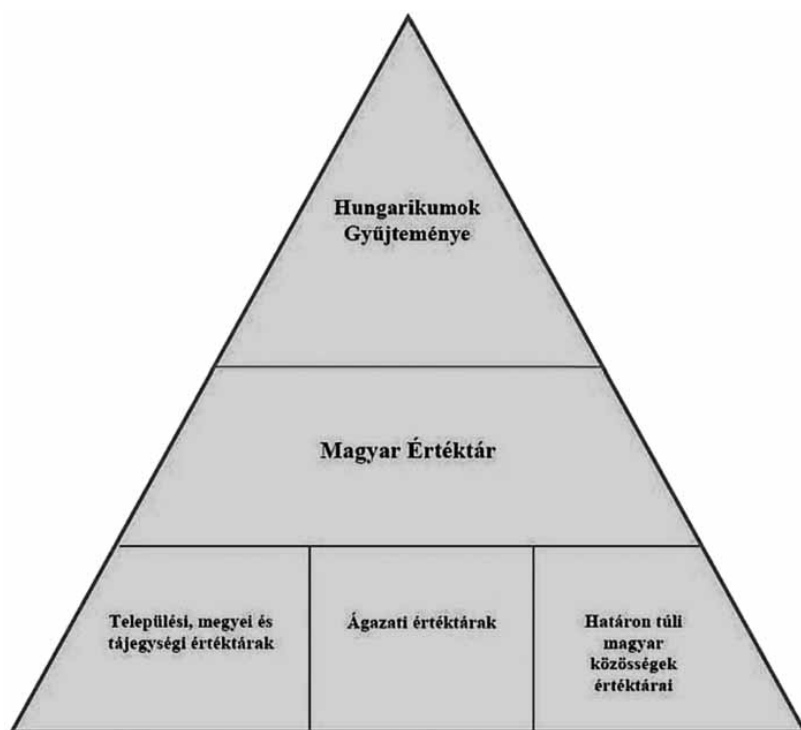 Hungarikumok
Gyűjteménye
Magyar Értéktár
Települési, megyei és
tájegységi értéktárak
Ágazati értéktárak
Határon túli
magyar
közösségek
értéktárai